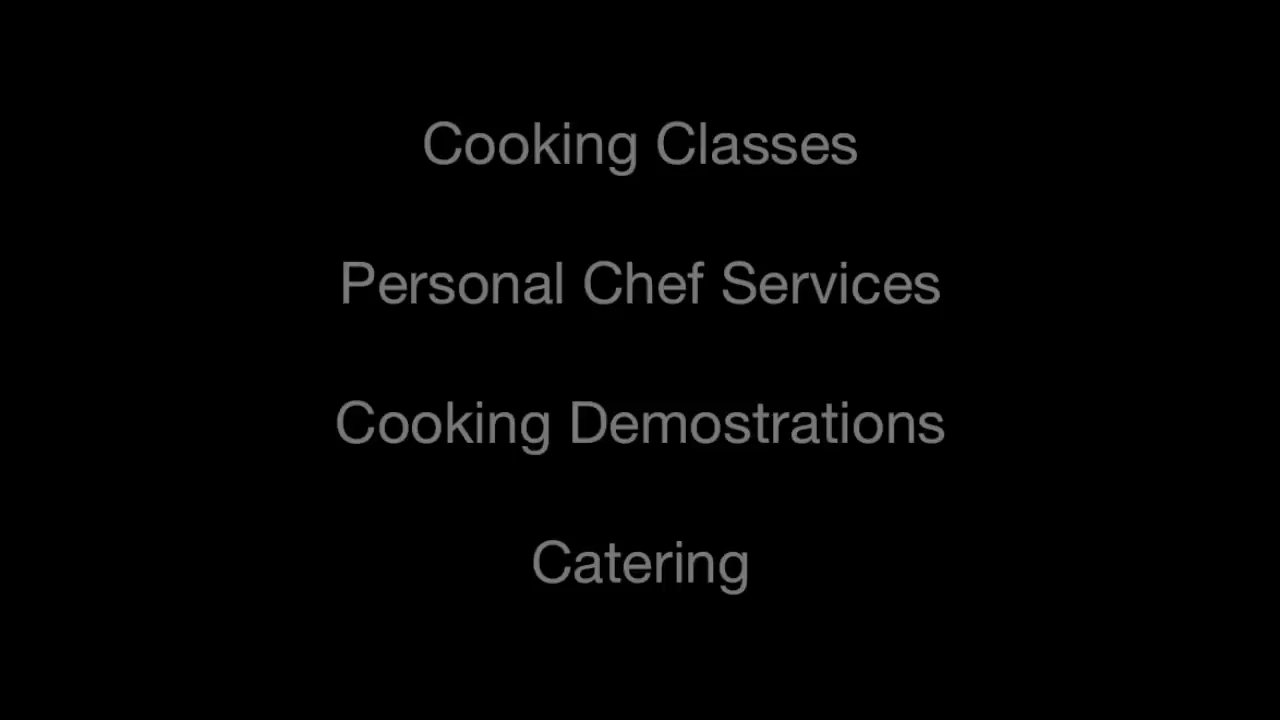 Cooking Classes
Personal Chef Services
Cooking Demostrations
Catering